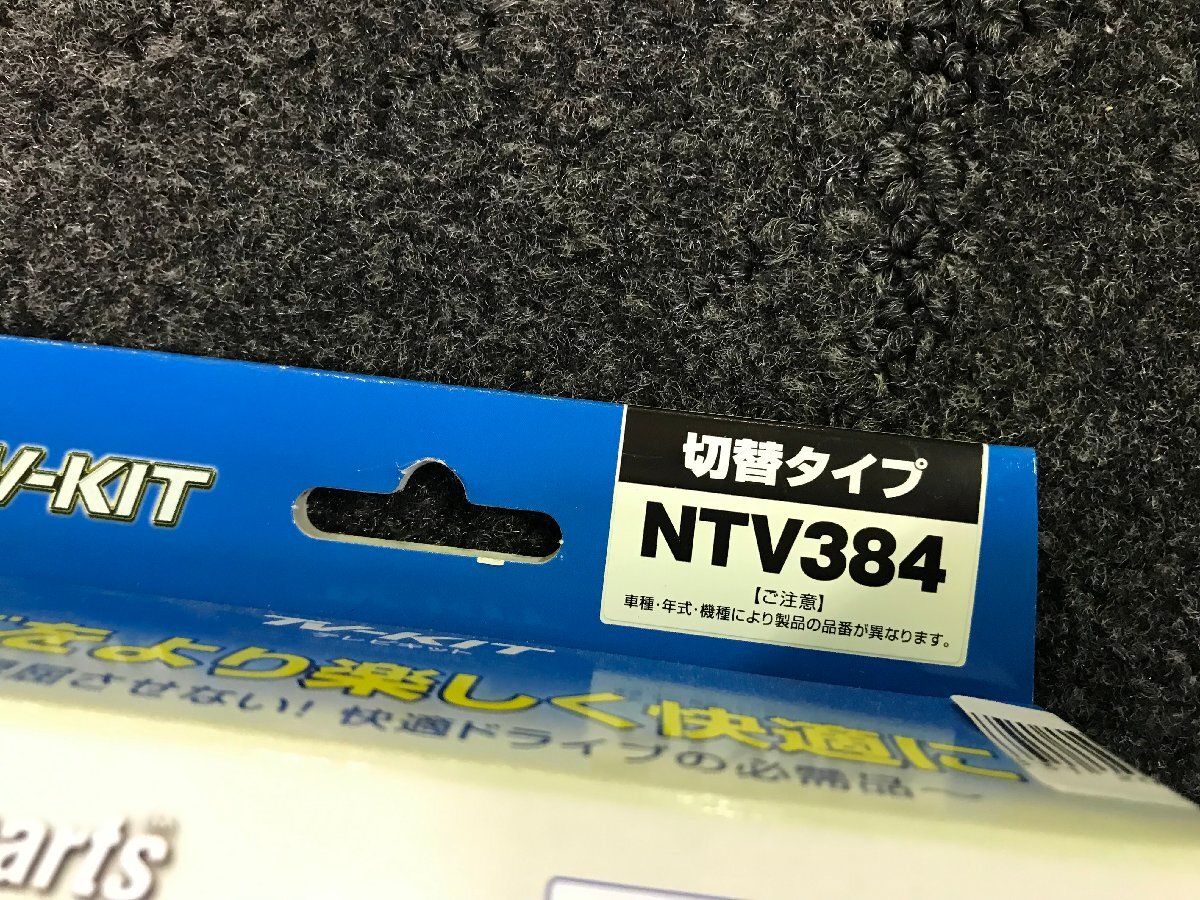 V-KIT
切替タイプ
NTV384
【ご注意】
車種・年式・機種により製品の品番が異なります。
TV-KIT
をより楽しく快適に
屈させない! 快適ドライブの必需品~
arts